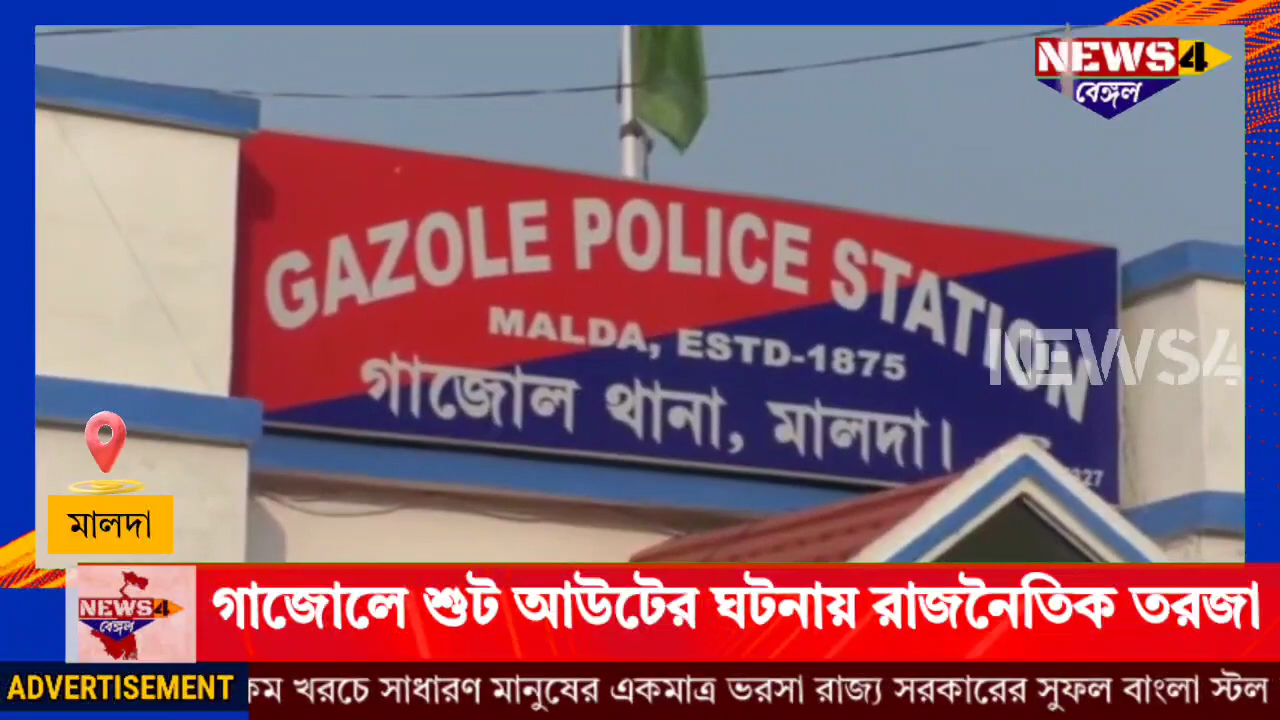 NEWS4
বেঙ্গল
GAZOLE POLICE STATION
MALDA, ESTD-1875
গাজোল থানা, মালদা।
NEWS4
মালদা
NEWS4
বেঙ্গল
গাজোলে শুট আউটের ঘটনায় রাজনৈতিক তরজা
ADVERTISEMENT
খরচে সাধারণ মানুষের একমাত্র ভরসা রাজ্য সরকারের সুফল বাংলা স্টল